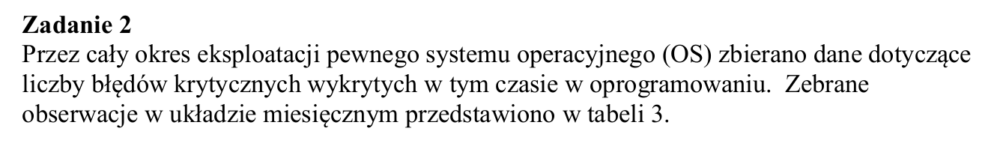 Zadanie 2
Przez cały okres eksploatacji pewnego systemu operacyjnego (OS) zbierano dane dotyczące
liczby błędów krytycznych wykrytych w tym czasie w oprogramowaniu.  Zebrane
obserwacje w układzie miesięcznym przedstawiono w tabeli 3.